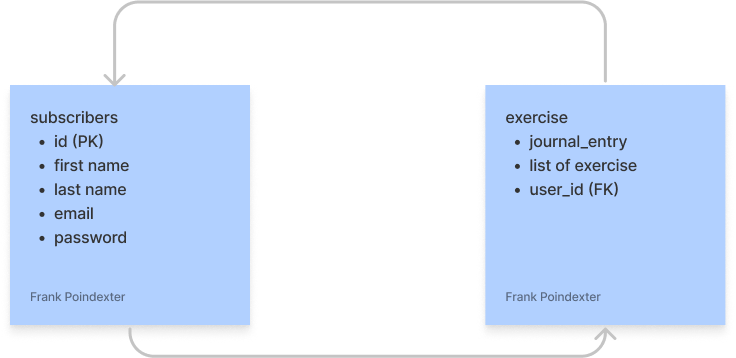 subscribers
• id (PK)
• first name
• last name
• email
• password
Frank Poindexter
exercise
• journal_entry
• list of exercise
• user_id (FK)
Frank Poindexter